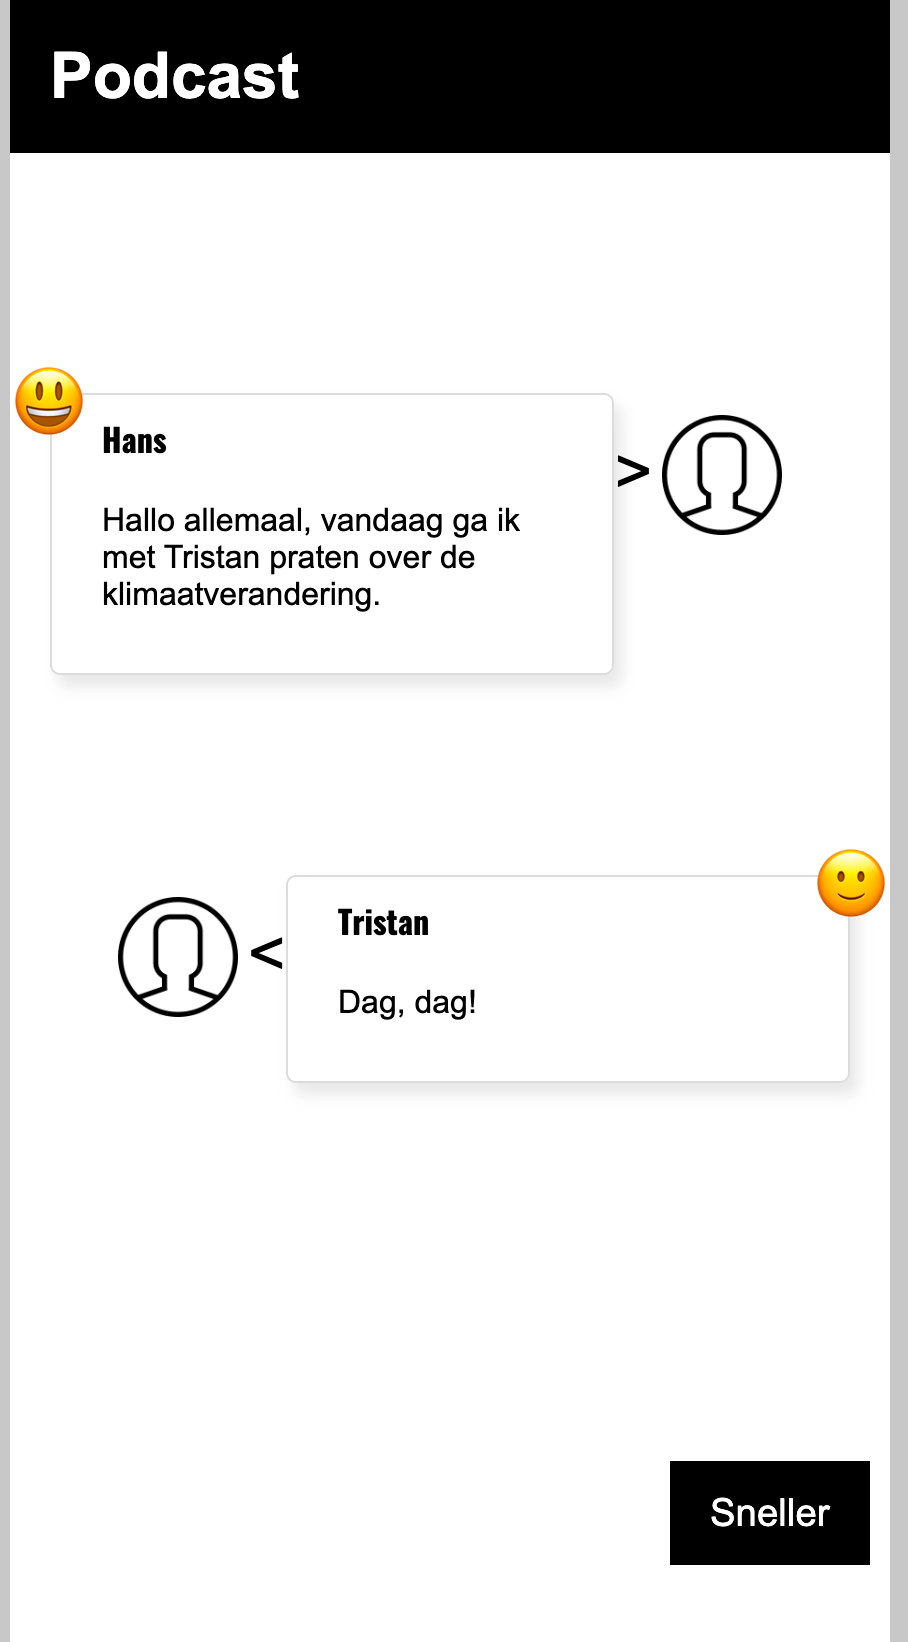 Podcast
Hans
>
Hallo allemaal, vandaag ga ik
met Tristan praten over de
klimaatverandering.
Tristan
<
Dag, dag!
Sneller